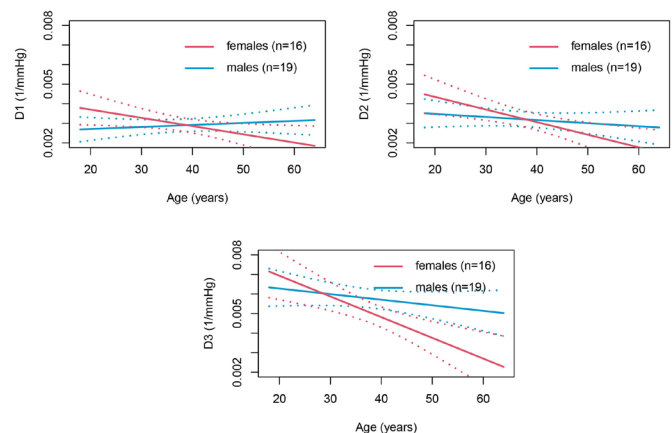 D1 (1/mmHg)
0.002
0.005
0.008
females (n=16)
males (n=19)
20 30 40 50 60
Age (years)
D2 (1/mmHg)
0.002
0.005
0.008
females (n=16)
males (n=19)
20 30 40 50 60
Age (years)
D3 (1/mmHg)
0.002
0.005
0.008
females (n=16)
males (n=19)
20 30 40 50 60
Age (years)